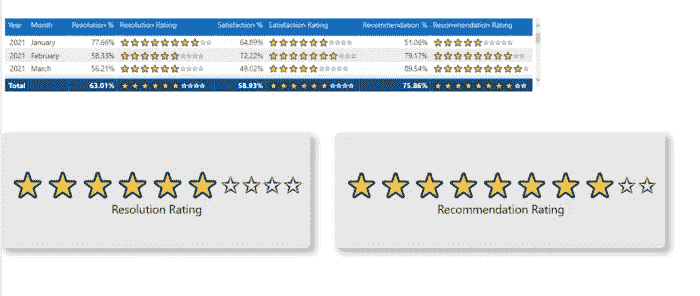 Year Month Resolution % Resolution Rating Satisfaction % Satisfaction Rating Recommendation % Recommendation Rating
2021 January 77.66% 64.89% 51.06%
2021 February 58.33% 72.22% 79.17%
2021 March 56.21% 49.02% 89.54%
Total 63.01% 58.93% 75.86%
Resolution Rating
Recommendation Rating